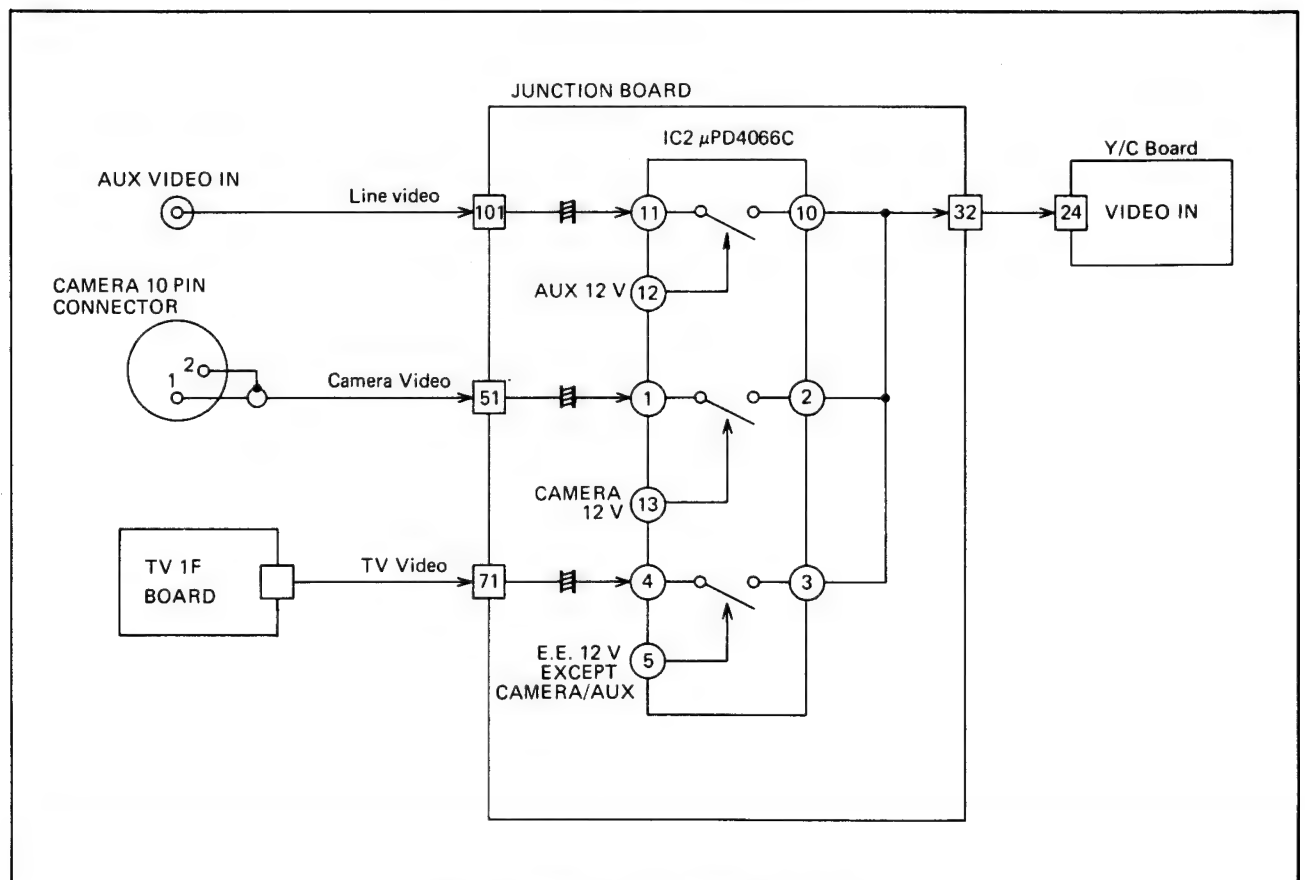 JUNCTION BOARD
IC2 μPD4066C
Y/C Board
AUX VIDEO IN
Line video
101
11
10
32
24
VIDEO IN
AUX 12 V
12
CAMERA 10 PIN
CONNECTOR
2
1
Camera Video
51
1
2
CAMERA
12 V
13
TV 1F
BOARD
TV Video
71
4
3
E.E. 12 V
EXCEPT
CAMERA/AUX
5